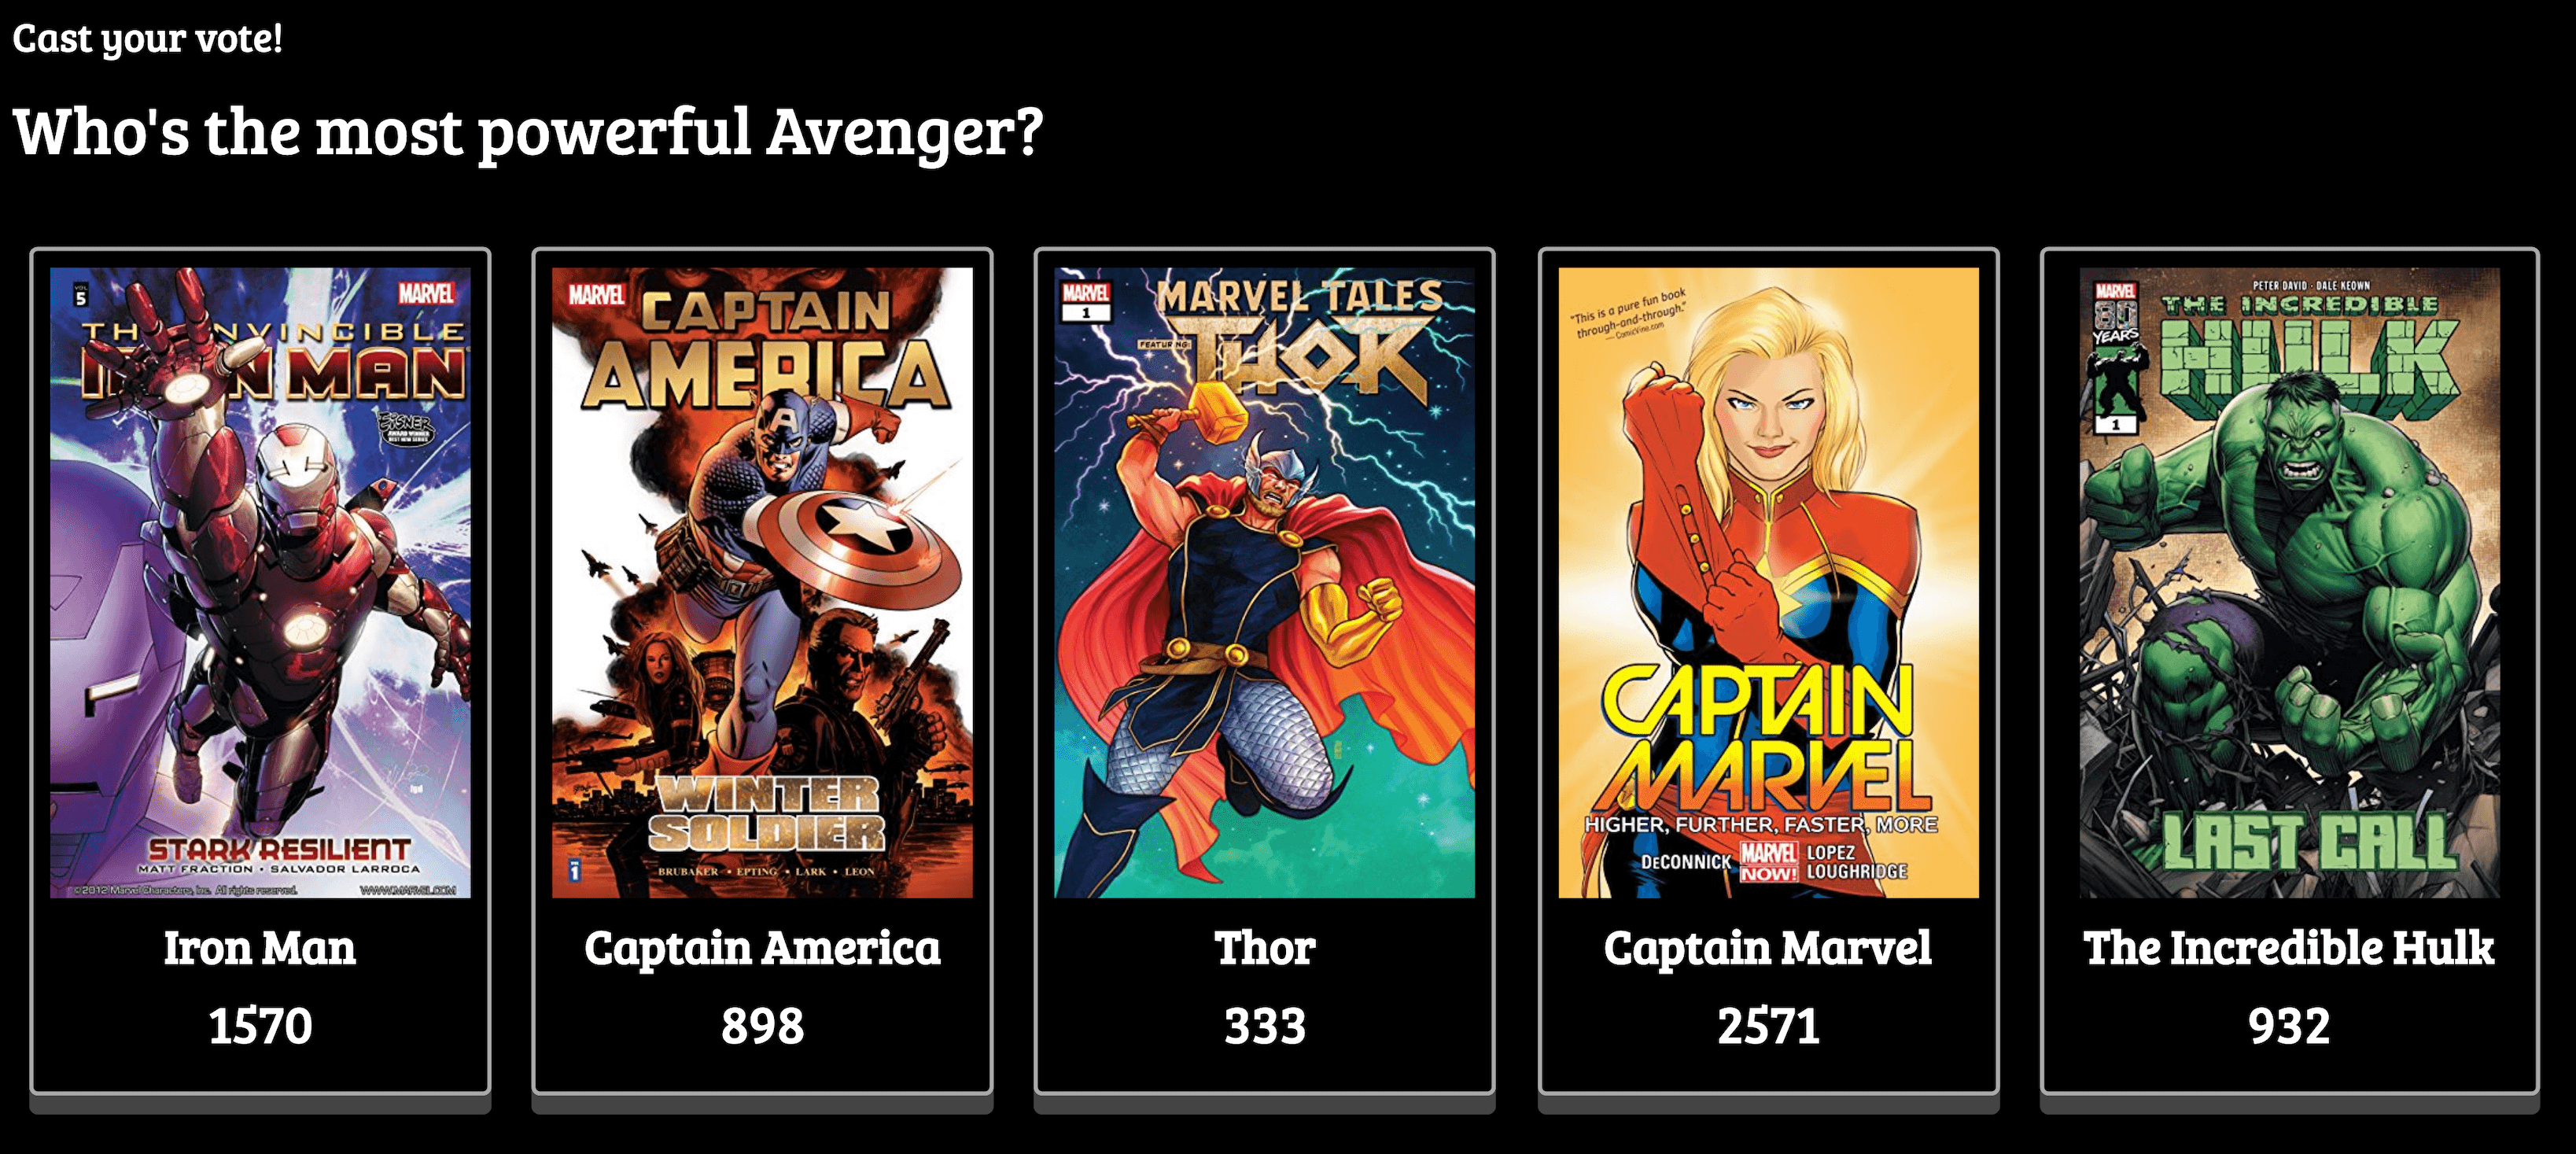 Cast your vote!
Who's the most powerful Avenger?
VOL
5
MARVEL
TH NVINCIBLE
I N MAN
EISNER
AWARD WINNER
BEST NEW SERIES
STARK RESILIENT
MATT FRACTION • SALVADOR LARROCA
©2012 Marvel Characters, Inc. All rights reserved.
WWW.MARVEL.COM
Iron Man
1570
MARVEL
CAPTAIN
AMERICA
WINTER
SOLDIER
1
BRUBAKER • EPTING • LARK • LEON
Captain America
898
MARVEL
1
MARVEL TALES
FEATURING:
THOR
Thor
333
"This is a pure fun book
through-and-through."
— ComicVine.com
CAPTAIN
MARVEL
HIGHER, FURTHER, FASTER, MORE
DeCONNICK
MARVEL
NOW!
LOPEZ
LOUGHRIDGE
Captain Marvel
2571
MARVEL
80
YEARS
1
PETER DAVID · DALE KEOWN
THE INCREDIBLE
HULK
LAST CALL
The Incredible Hulk
932